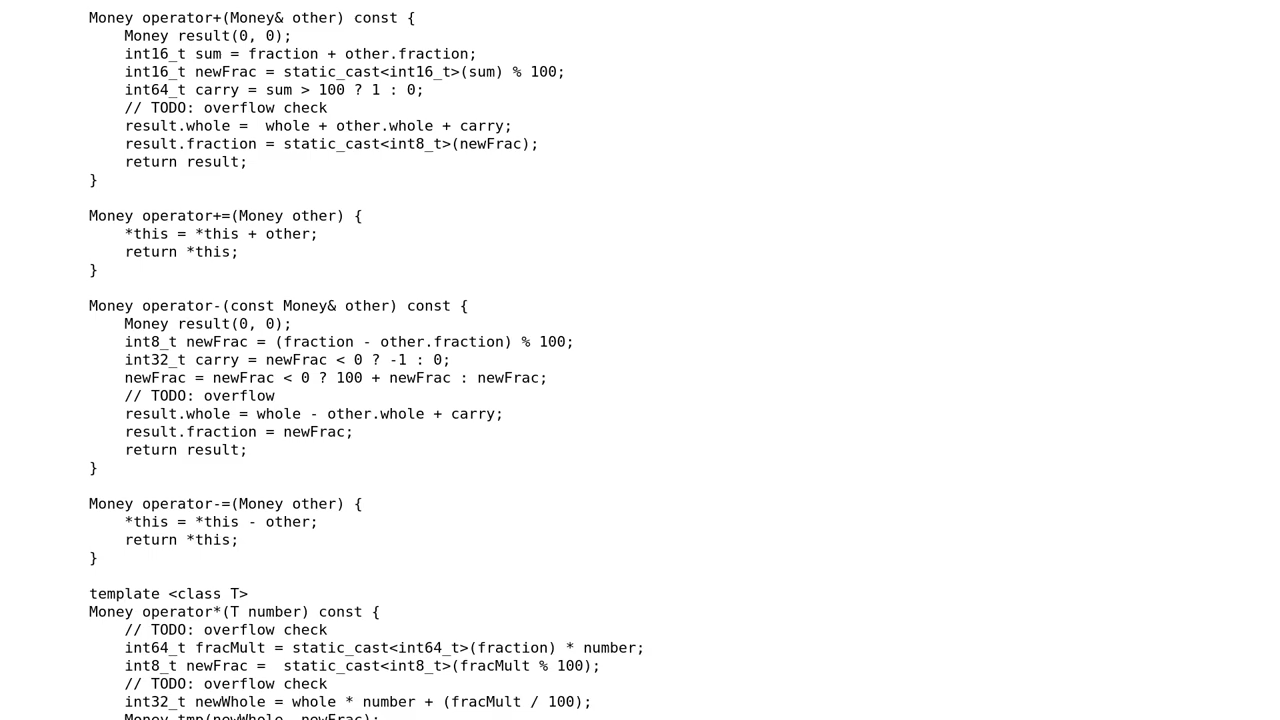 Money operator+(Money& other) const {
    Money result(0, 0);
    int16_t sum = fraction + other.fraction;
    int16_t newFrac = static_cast<int16_t>(sum) % 100;
    int64_t carry = sum > 100 ? 1 : 0;
    // TODO: overflow check
    result.whole =  whole + other.whole + carry;
    result.fraction = static_cast<int8_t>(newFrac);
    return result;
}

Money operator+=(Money other) {
    *this = *this + other;
    return *this;
}

Money operator-(const Money& other) const {
    Money result(0, 0);
    int8_t newFrac = (fraction - other.fraction) % 100;
    int32_t carry = newFrac < 0 ? -1 : 0;
    newFrac = newFrac < 0 ? 100 + newFrac : newFrac;
    // TODO: overflow
    result.whole = whole - other.whole + carry;
    result.fraction = newFrac;
    return result;
}

Money operator-=(Money other) {
    *this = *this - other;
    return *this;
}

template <class T>
Money operator*(T number) const {
    // TODO: overflow check
    int64_t fracMult = static_cast<int64_t>(fraction) * number;
    int8_t newFrac =  static_cast<int8_t>(fracMult % 100);
    // TODO: overflow check
    int32_t newWhole = whole * number + (fracMult / 100);
    Money tmp(newWhole, newFrac);